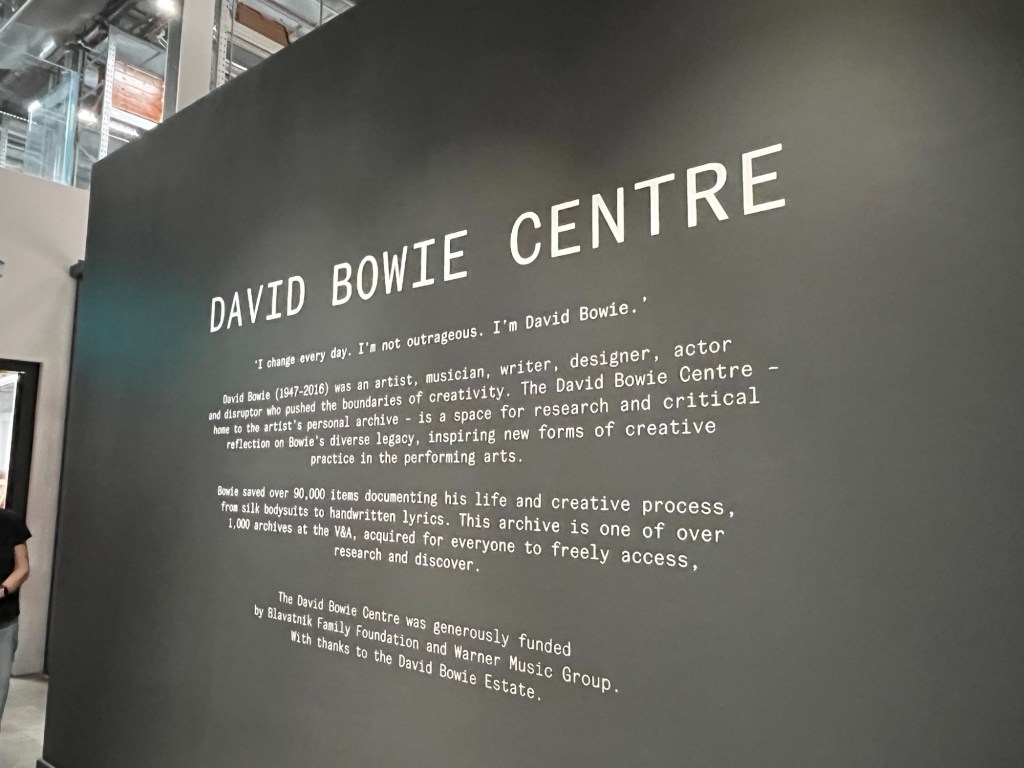 DAVID BOWIE CENTRE
‘I change every day. I’m not outrageous. I’m David Bowie.’
David Bowie (1947-2016) was an artist, musician, writer, designer, actor
and disruptor who pushed the boundaries of creativity. The David Bowie Centre –
home to the artist’s personal archive – is a space for research and critical
reflection on Bowie’s diverse legacy, inspiring new forms of creative
practice in the performing arts.
Bowie saved over 90,000 items documenting his life and creative process,
from silk bodysuits to handwritten lyrics. This archive is one of over
1,000 archives at the V&A, acquired for everyone to freely access,
research and discover.
The David Bowie Centre was generously funded
by Blavatnik Family Foundation and Warner Music Group.
With thanks to the David Bowie Estate.